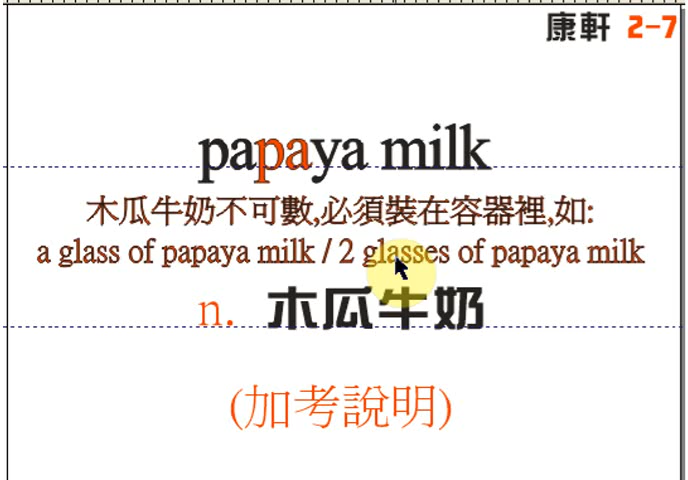 康軒 2-7
papaya milk
木瓜牛奶不可數,必須裝在容器裡,如:
a glass of papaya milk / 2 glasses of papaya milk
n. 木瓜牛奶
(加考說明)